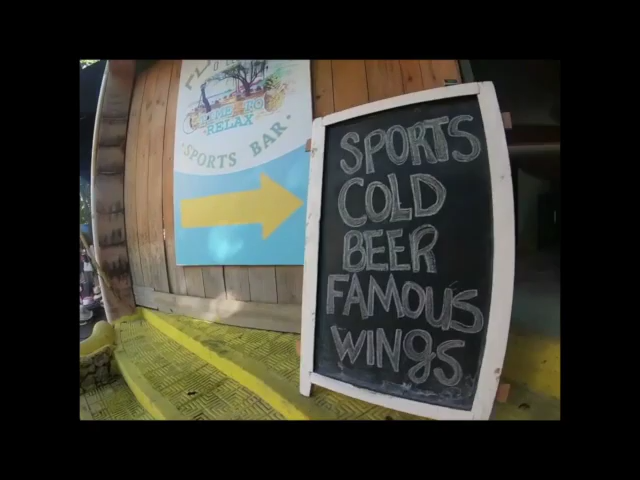 RELAX
SPORTS BAR
SPORTS
COLD
BEER
FAMOUS
WINGS